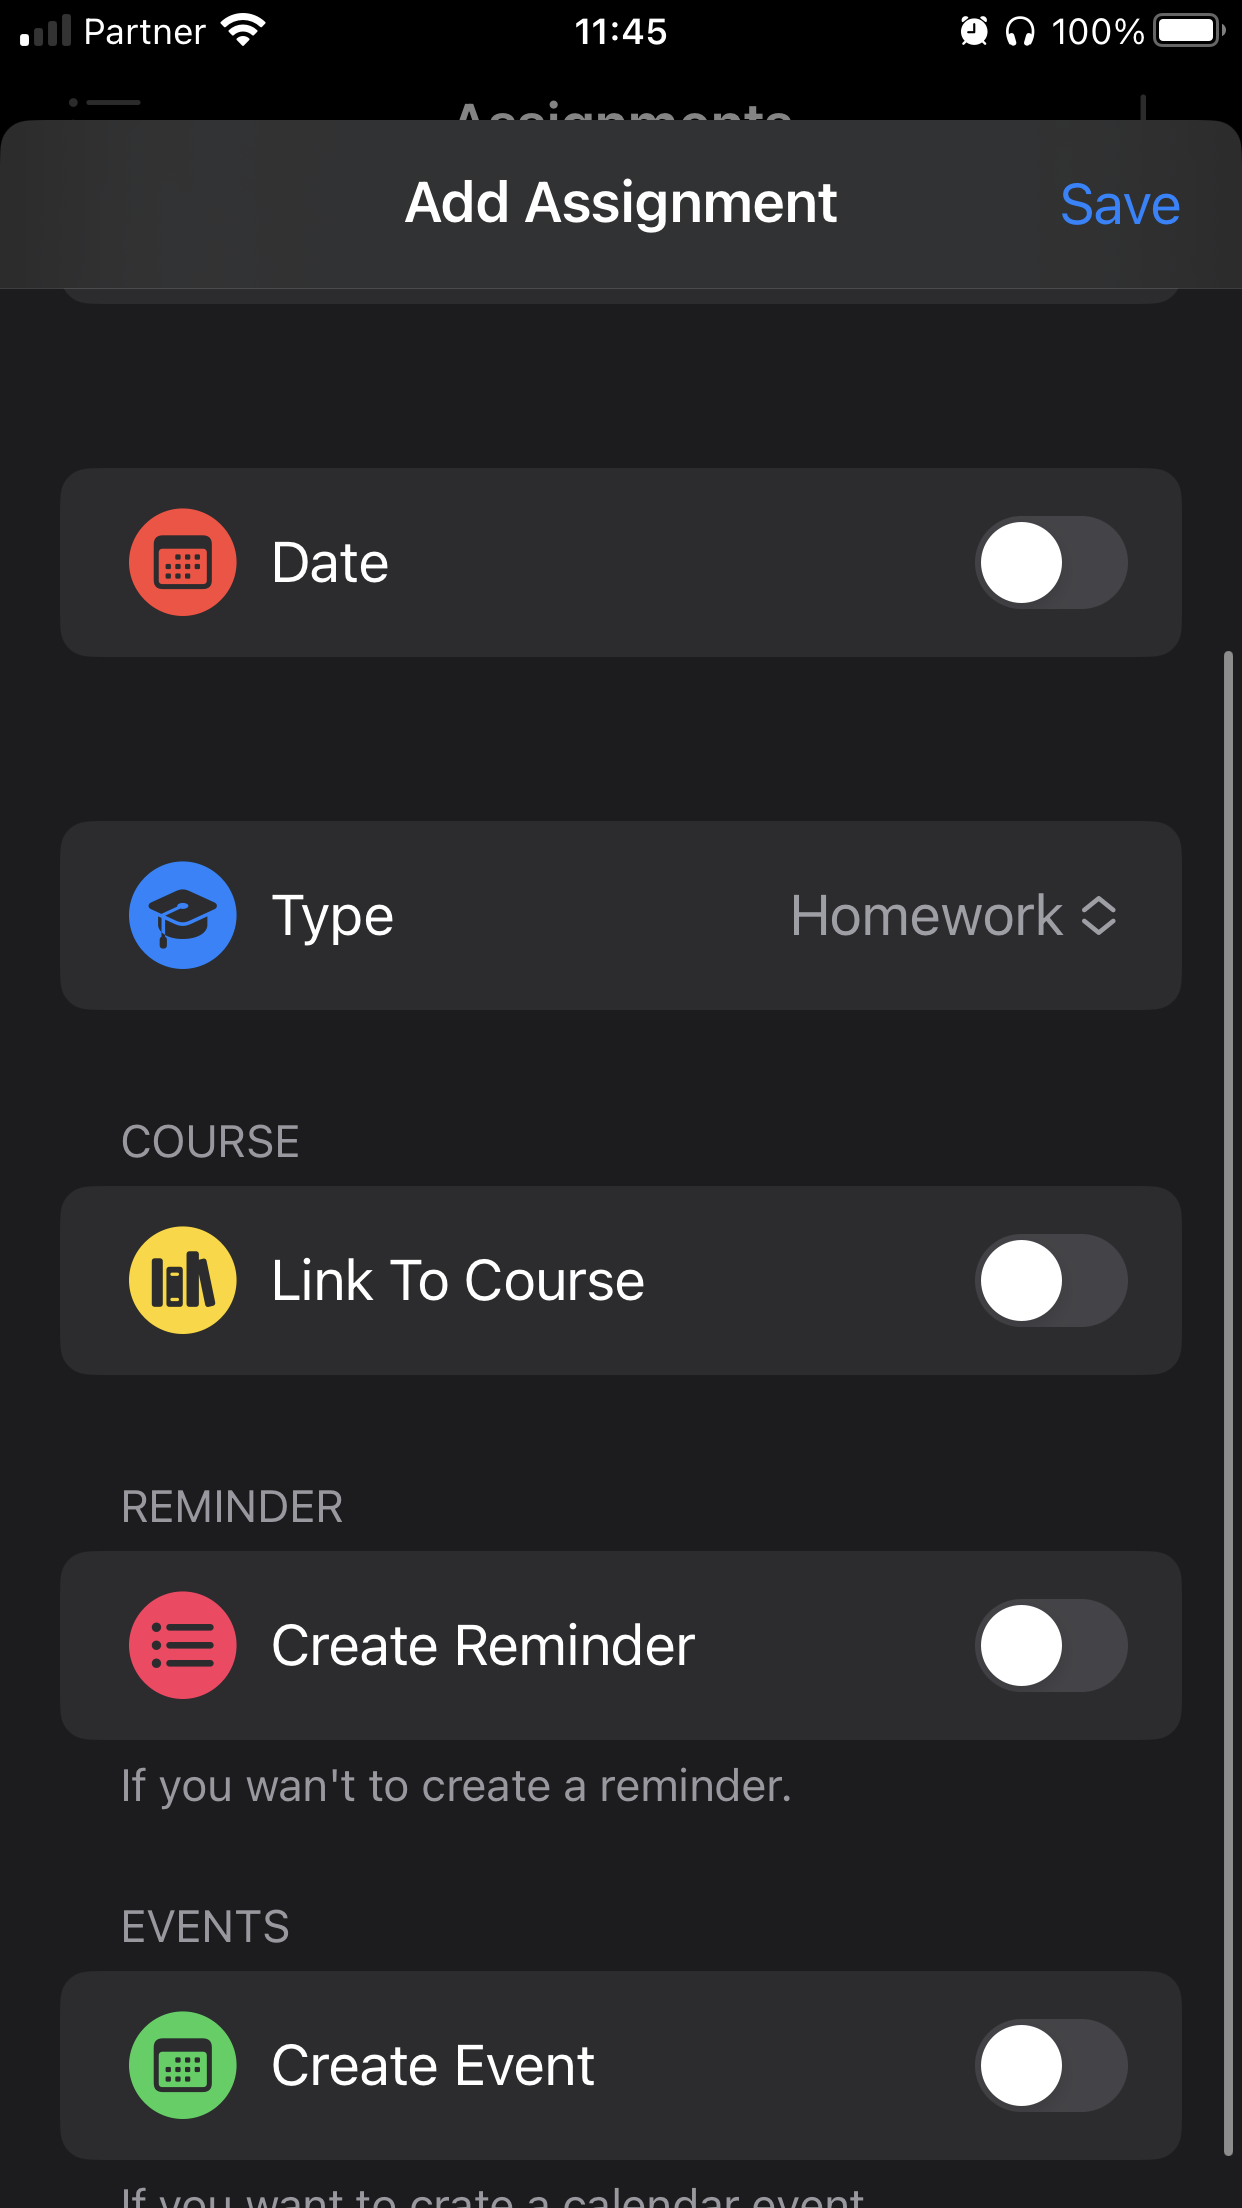 Partner 11:45 100%
Assignments
Add Assignment Save
Date
Type Homework
COURSE
Link To Course
REMINDER
Create Reminder
If you wan't to create a reminder.
EVENTS
Create Event
If you want to crate a calendar event